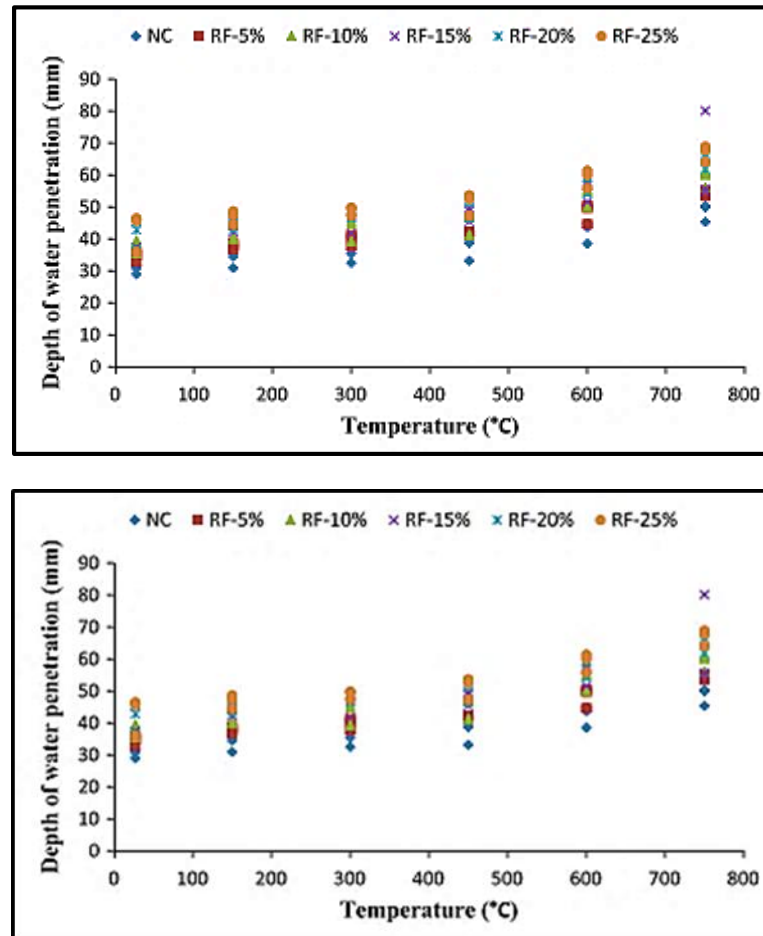 NC RF-5% RF-10% RF-15% RF-20% RF-25%
Depth of water penetration (mm)
90
80
70
60
50
40
30
20
10
0
0 100 200 300 400 500 600 700 800
Temperature (°C)
NC RF-5% RF-10% RF-15% RF-20% RF-25%
Depth of water penetration (mm)
90
80
70
60
50
40
30
20
10
0
0 100 200 300 400 500 600 700 800
Temperature (°C)